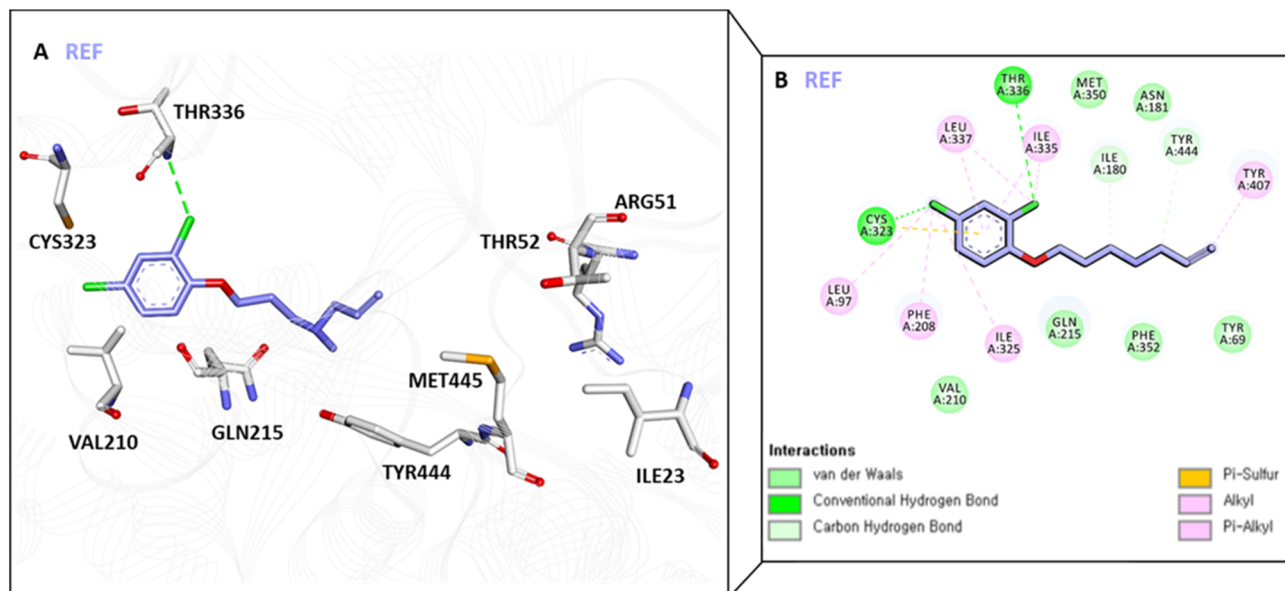 A REF
THR336
CYS323
ARG51
THR52
MET445
VAL210
GLN215
TYR444
ILE23
B REF
THR
A:336
MET
A:350
ASN
A:181
LEU
A:337
ILE
A:335
TYR
A:444
ILE
A:180
TYR
A:407
CYS
A:323
LEU
A:97
PHE
A:208
ILE
A:325
GLN
A:215
PHE
A:352
TYR
A:69
VAL
A:210
Interactions
van der Waals
Conventional Hydrogen Bond
Carbon Hydrogen Bond
Pi-Sulfur
Alkyl
Pi-Alkyl